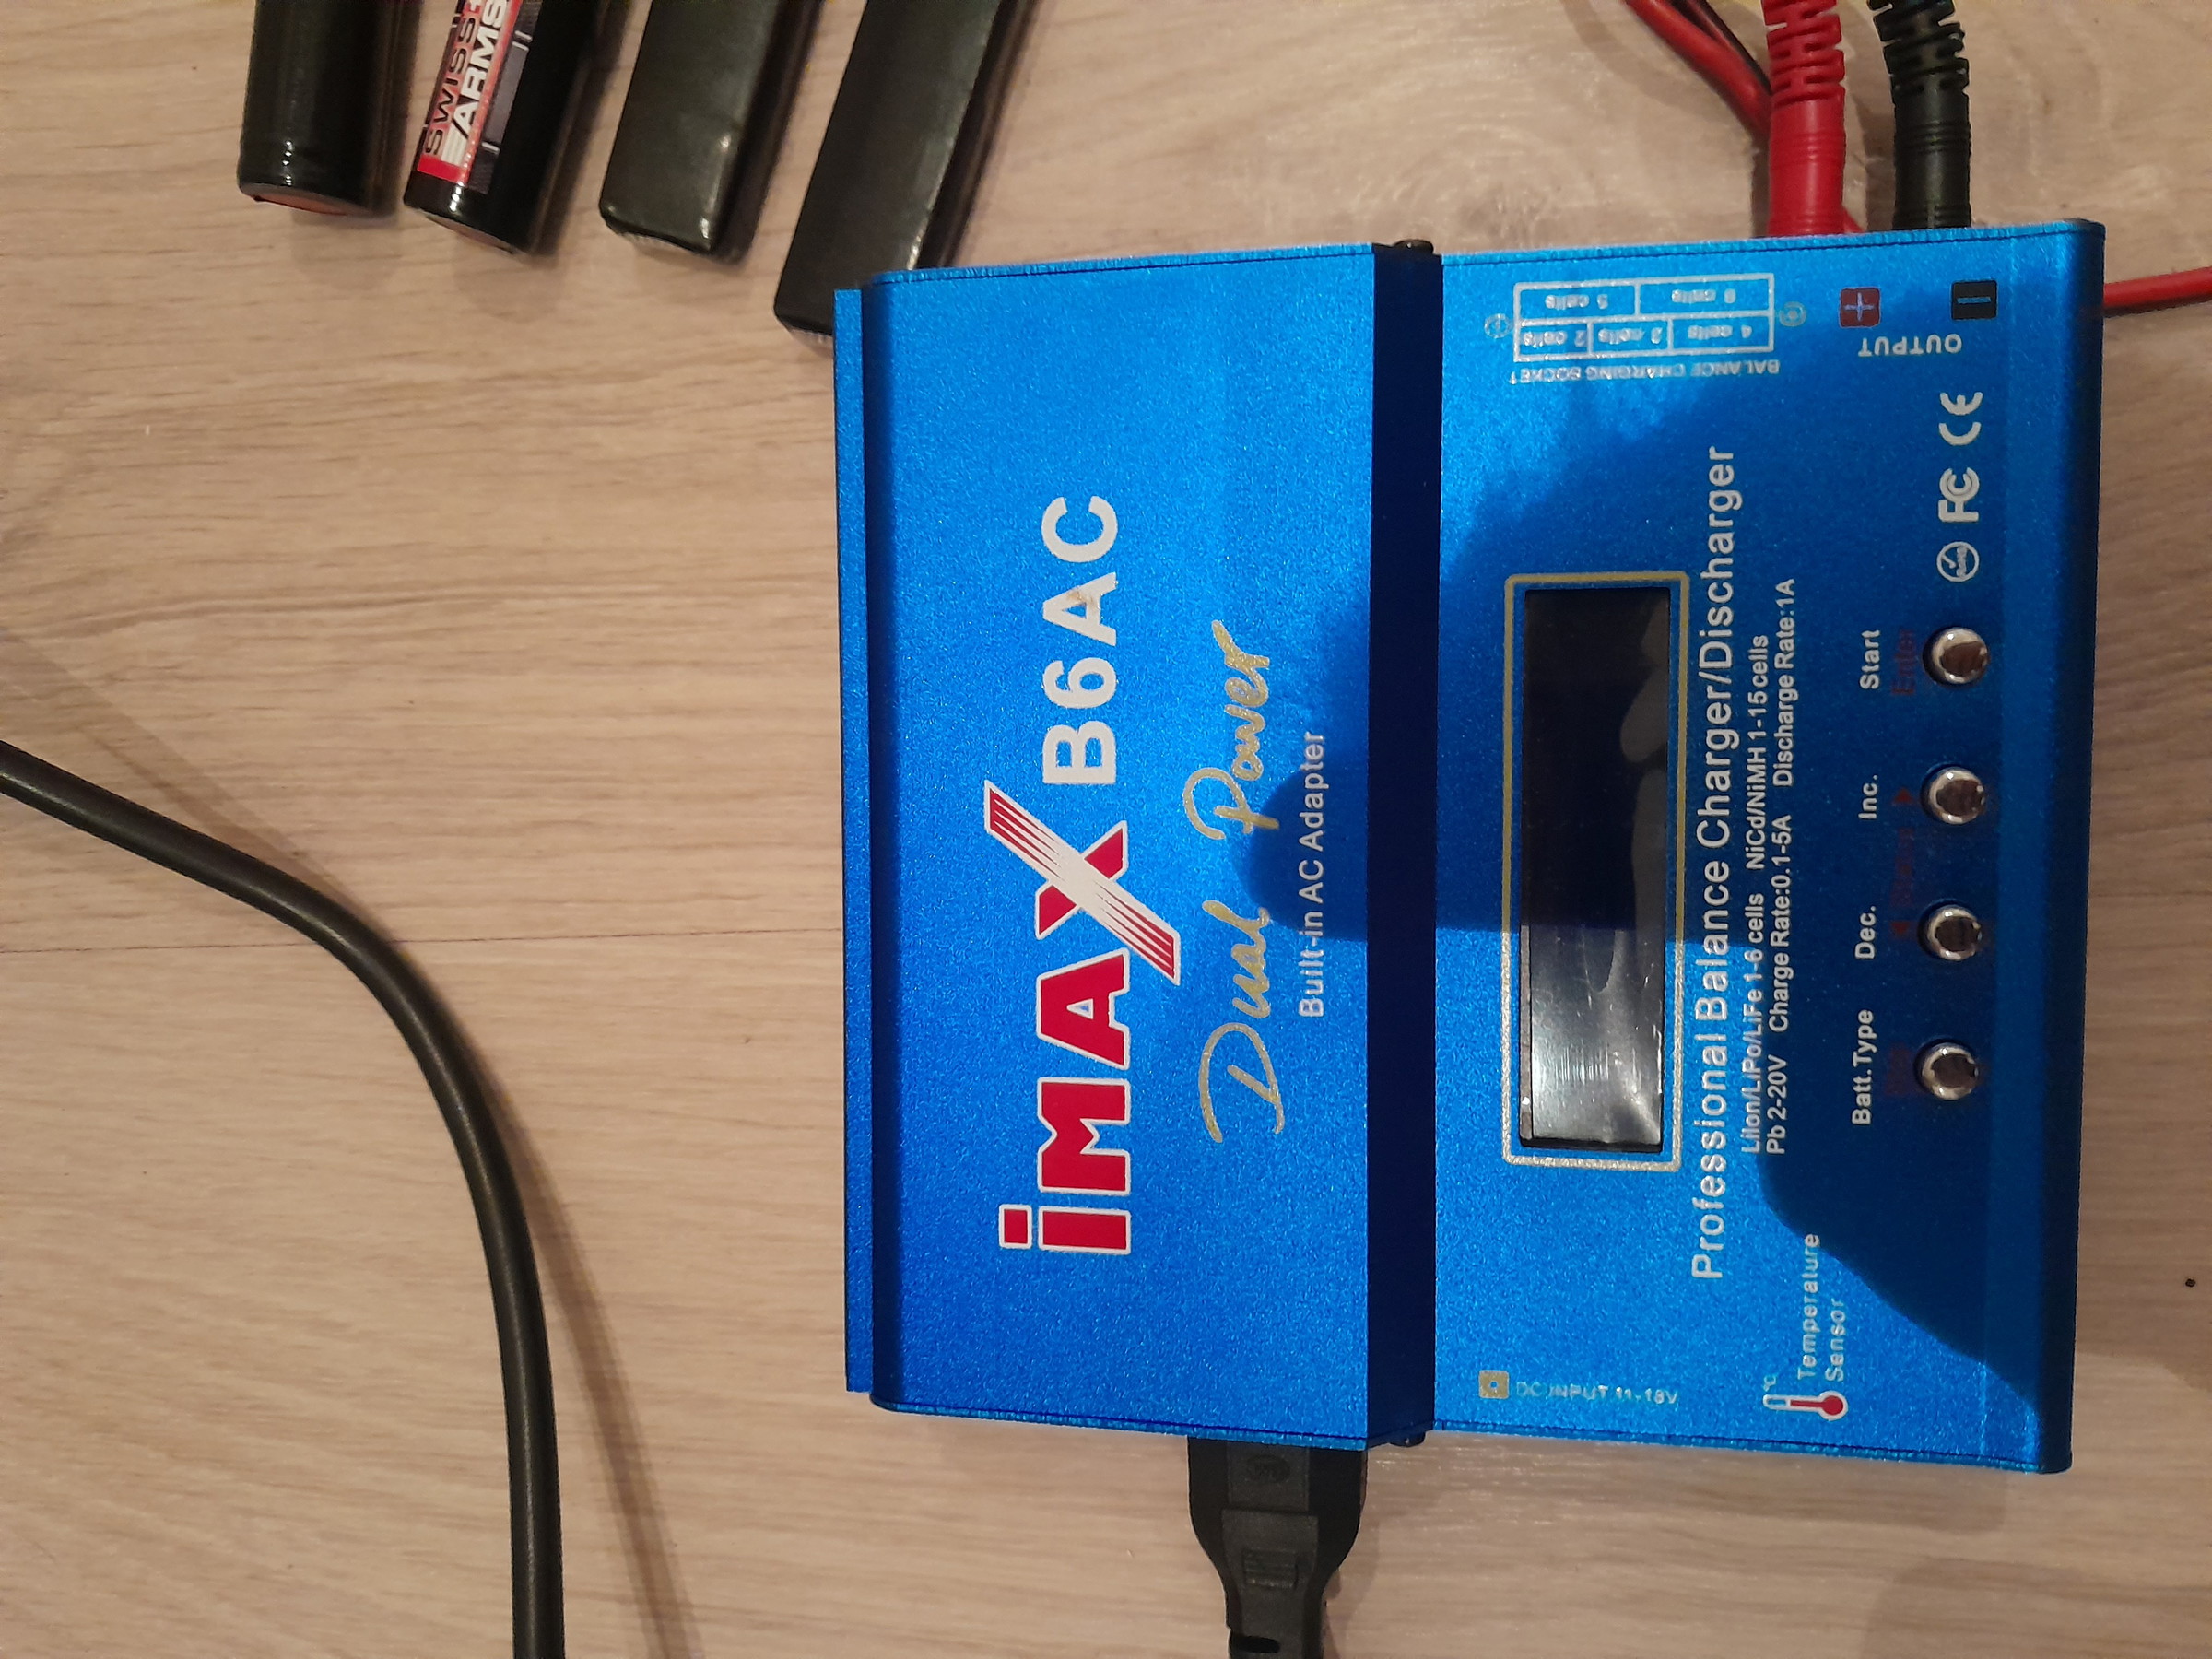 SWISS+
ARMS
iMAX B6AC
Dual Power
Built-in AC Adapter
DC INPUT 11-18V
BALANCE CHARGING SOCKET
4 cells 3 cells 2 cells
6 cells 5 cells
Professional Balance Charger/Discharger
LiIon/LiPo/LiFe 1-6 cells NiCd/NiMH 1-15cells
Pb 2-20V Charge Rate:0.1-5A Discharge Rate:1A
°C
Temperature
Sensor
OUTPUT
+ −
Batt.Type Dec. Inc. Start
Enter
RoHS FC CE